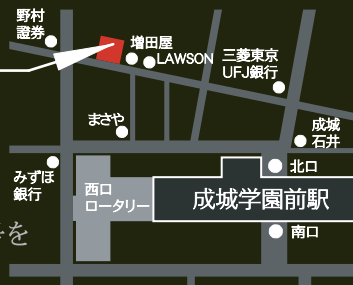 野村
證券
増田屋
LAWSON
三菱東京
UFJ銀行
まさや
成城
石井
みずほ
銀行
西口
ロータリー
北口
成城学園前駅
南口
を